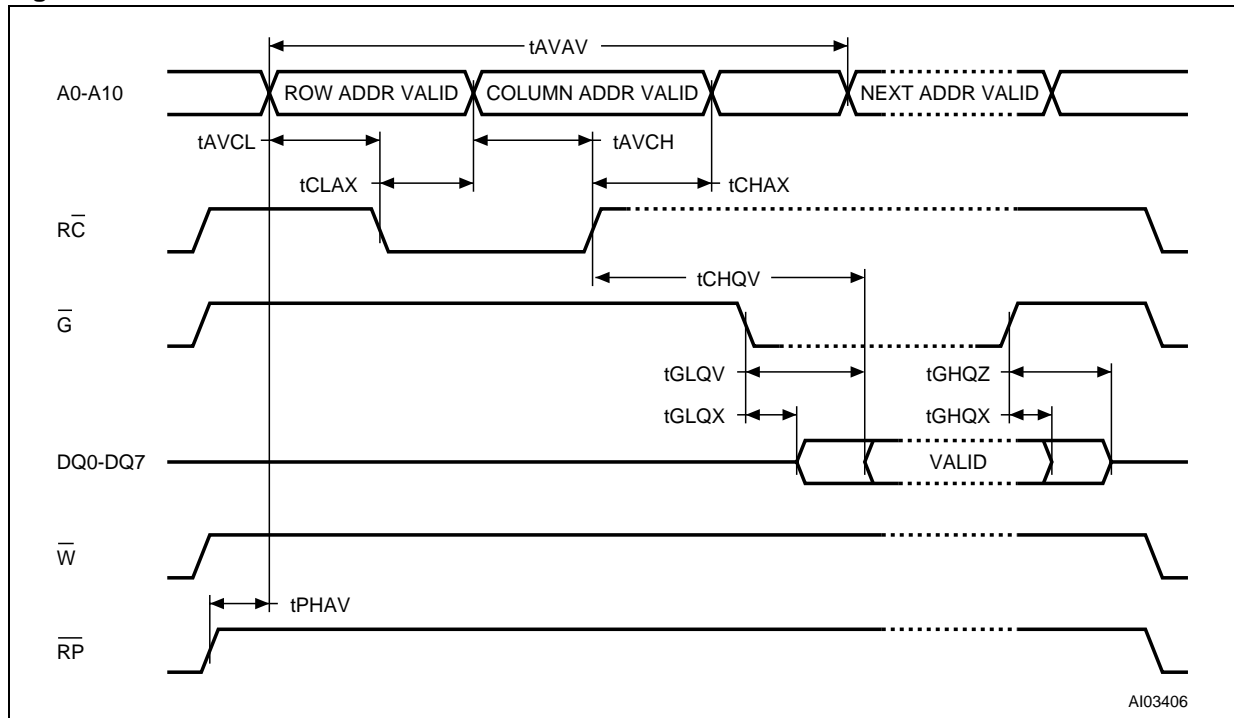 tAVAV
A0-A10
ROW ADDR VALID
COLUMN ADDR VALID
NEXT ADDR VALID
tAVCL
tAVCH
tCLAX
tCHAX
RC̅
tCHQV
G̅
tGLQV
tGHQZ
tGLQX
tGHQX
DQ0-DQ7
VALID
W̅
tPHAV
R̅P̅
AI03406